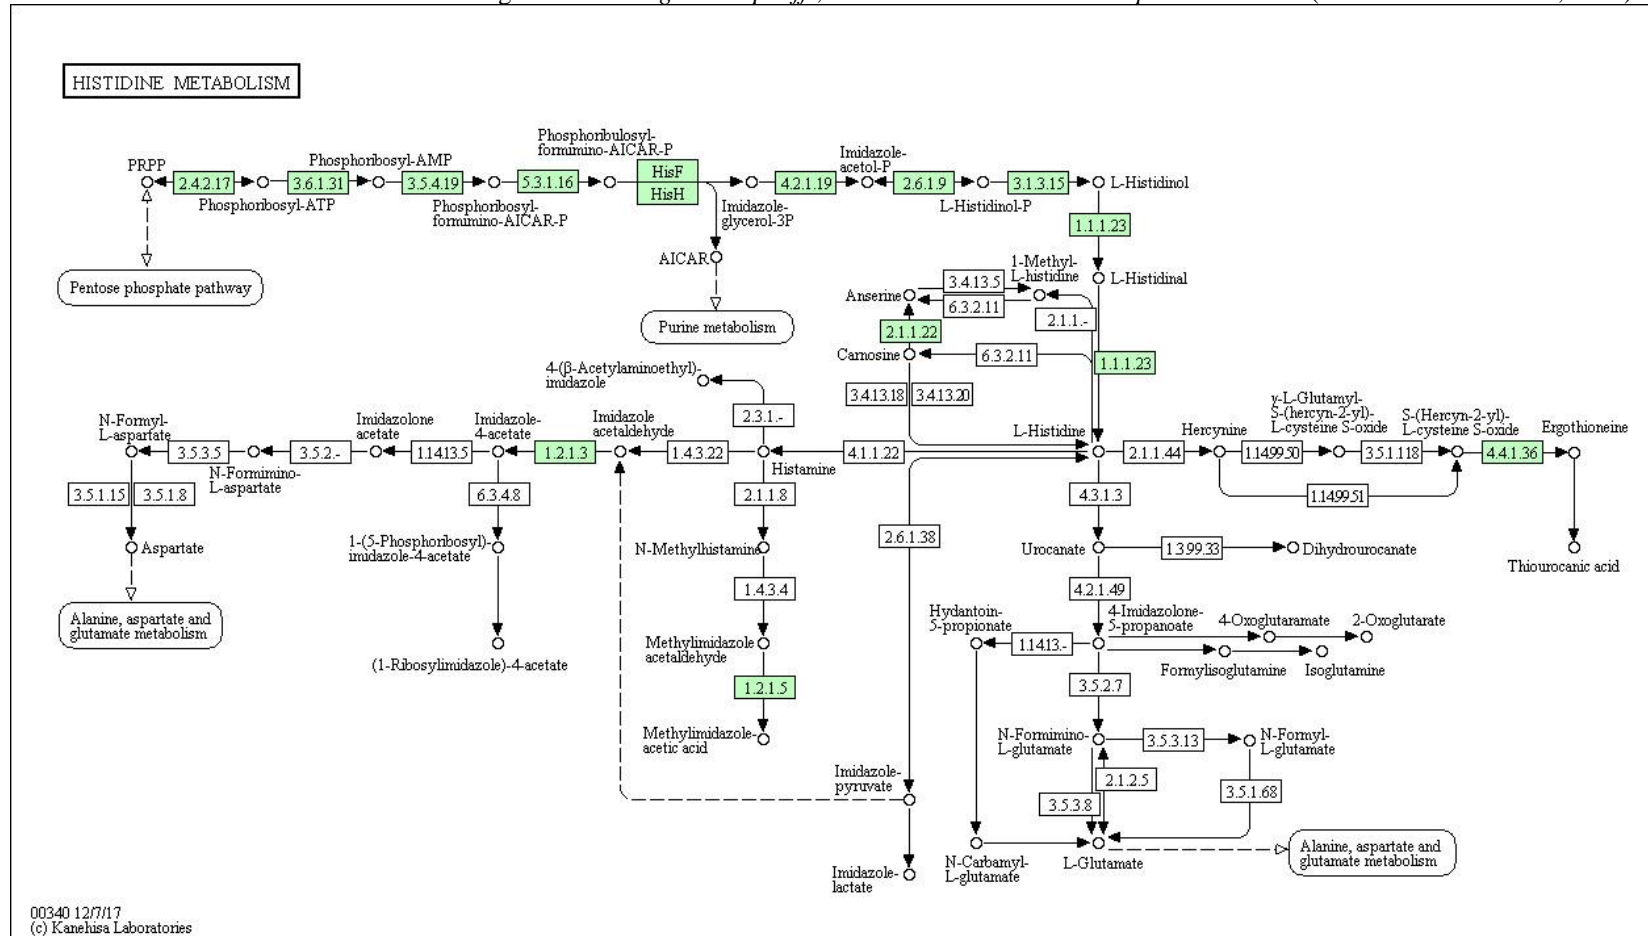 HISTIDINE METABOLISM
PRPP
2.4.2.17
Phosphoribosyl-ATP
3.6.1.31
Phosphoribosyl-AMP
3.5.4.19
Phosphoribosyl-
formimino-AICAR-P
5.3.1.16
Phosphoribulosyl-
formimino-AICAR-P
HisF
HisH
Imidazole-
glycerol-3P
4.2.1.19
Imidazole-
acetol-P
2.6.1.9
L-Histidinol-P
3.1.3.15
L-Histidinol
1.1.1.23
L-Histidinal
AICAR
Pentose phosphate pathway
Purine metabolism
1-Methyl-
L-histidine
3.4.13.5
Anserine
6.3.2.11
2.1.1.-
2.1.1.22
Carnosine
6.3.2.11
1.1.1.23
3.4.13.18
3.4.13.20
4-(β-Acetylaminoethyl)-
imidazole
2.3.1.-
N-Formyl-
L-aspartate
3.5.3.5
N-Formimino-
L-aspartate
3.5.2.-
Imidazolone
acetate
1.14.13.5
Imidazole-
4-acetate
1.2.1.3
Imidazole
acetaldehyde
1.4.3.22
Histamine
4.1.1.22
L-Histidine
2.1.1.44
Hercynine
1.14.99.50
γ-L-Glutamyl-
S-(hercyn-2-yl)-
L-cysteine S-oxide
3.5.1.118
S-(Hercyn-2-yl)-
L-cysteine S-oxide
4.4.1.36
Ergothioneine
1.14.99.51
3.5.1.15
3.5.1.8
6.3.4.8
2.1.1.8
4.3.1.3
2.6.1.38
Aspartate
1-(5-Phosphoribosyl)-
imidazole-4-acetate
N-Methylhistamine
Urocanate
1.3.99.33
Dihydrourocanate
Thiourocanic acid
1.4.3.4
4.2.1.49
Alanine, aspartate and
glutamate metabolism
(1-Ribosylimidazole)-4-acetate
Methylimidazole
acetaldehyde
Hydantoin-
5-propionate
1.14.13.-
4-Imidazolone-
5-propanoate
4-Oxoglutaramate
2-Oxoglutarate
Formylisoglutamine
Isoglutamine
1.2.1.5
3.5.2.7
Methylimidazole-
acetic acid
N-Formimino-
L-glutamate
3.5.3.13
N-Formyl-
L-glutamate
2.1.2.5
3.5.3.8
3.5.1.68
Imidazole-
pyruvate
Imidazole-
lactate
N-Carbamyl-
L-glutamate
L-Glutamate
Alanine, aspartate and
glutamate metabolism
00340 12/7/17
(c) Kanehisa Laboratories